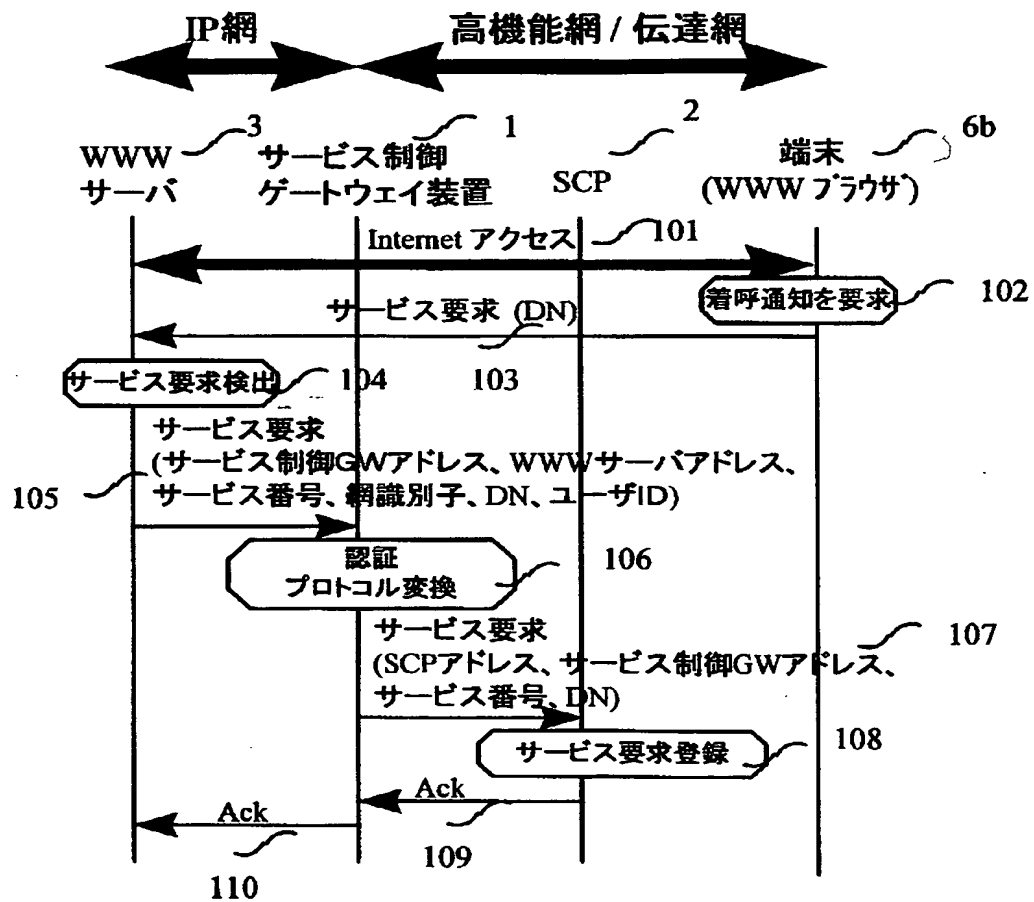 IP網
高機能網 / 伝達網
3
1
2
6b
WWW
サーバ
サービス制御
ゲートウェイ装置
SCP
端末
(WWW ブラウザ)
Internet アクセス
101
着呼通知を要求
102
サービス要求 (DN)
103
サービス要求検出
104
サービス要求
(サービス制御GWアドレス、WWWサーバアドレス、
サービス番号、網識別子、DN、ユーザID)
105
認証
プロトコル変換
106
サービス要求
(SCPアドレス、サービス制御GWアドレス、
サービス番号、DN)
107
サービス要求登録
108
Ack
109
Ack
110